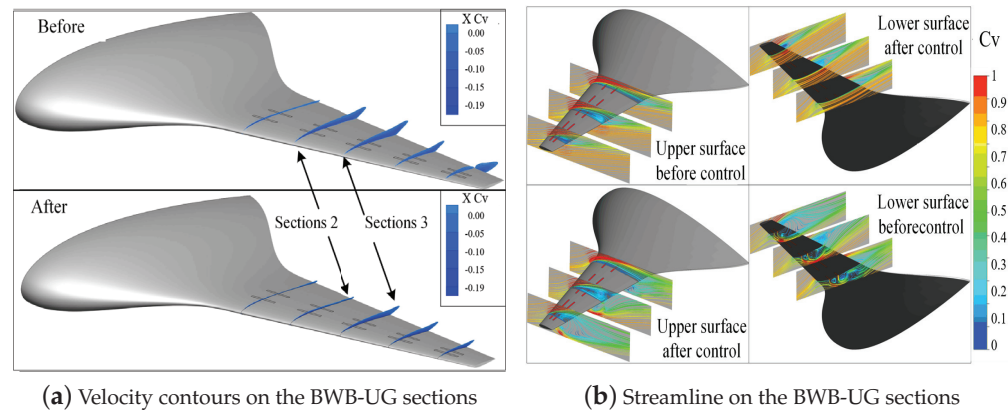 Before
X Cv
0.00
-0.05
-0.10
-0.15
-0.19
Sections 2
Sections 3
After
X Cv
0.00
-0.05
-0.10
-0.15
-0.19
(a) Velocity contours on the BWB-UG sections
Upper surface
before control
Lower surface
after control
Upper surface
after control
Lower surface
beforecontrol
Cv
1
0.9
0.8
0.7
0.6
0.5
0.4
0.3
0.2
0.1
0
(b) Streamline on the BWB-UG sections